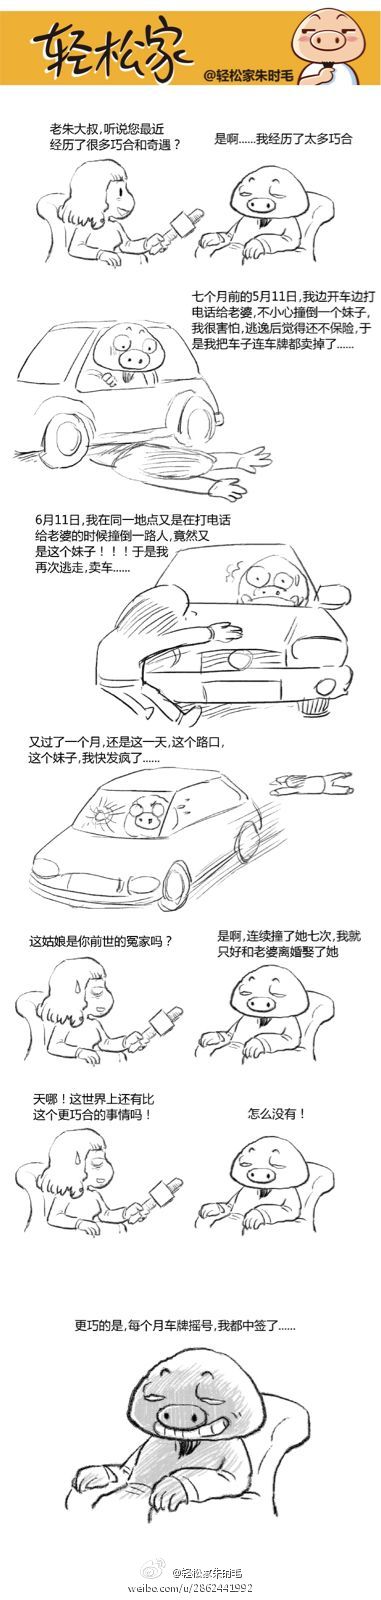 轻松家
@轻松家朱时毛
老朱大叔,听说您最近
经历了很多巧合和奇遇?
是啊......我经历了太多巧合
七个月前的5月11日,我边开车边打
电话给老婆,不小心撞倒一个妹子,
我很害怕,逃逸后觉得还不保险,于
是我把车子连车牌都卖掉了......
6月11日,我在同一地点又是在打电话
给老婆的时候撞倒一路人,竟然又
是这个妹子!!!于是我
再次逃走,卖车......
又过了一个月,还是这一天,这个路口,
这个妹子,我快发疯了......
这姑娘是你前世的冤家吗?
是啊,连续撞了她七次,我就
只好和老婆离婚娶了她
天哪!这世界上还有比
这个更巧合的事情吗!
怎么没有!
更巧的是,每个月车牌摇号,我都中签了......
@轻松家朱时毛
weibo.com/u/2862441992